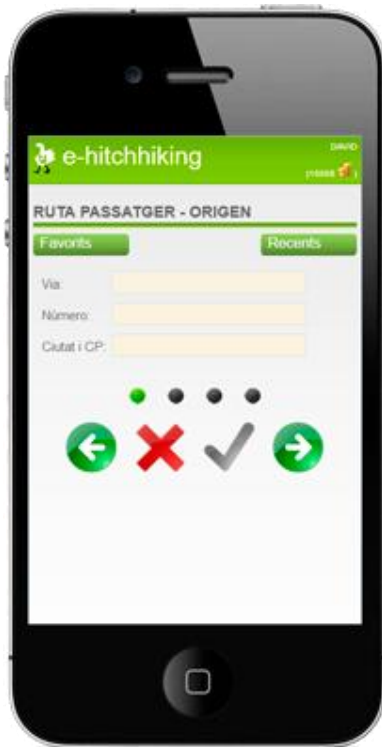 e-hitchhiking
DAVID
RUTA PASSATGER - ORIGEN
Favorits
Recents
Via:
Número:
Ciutat i CP: